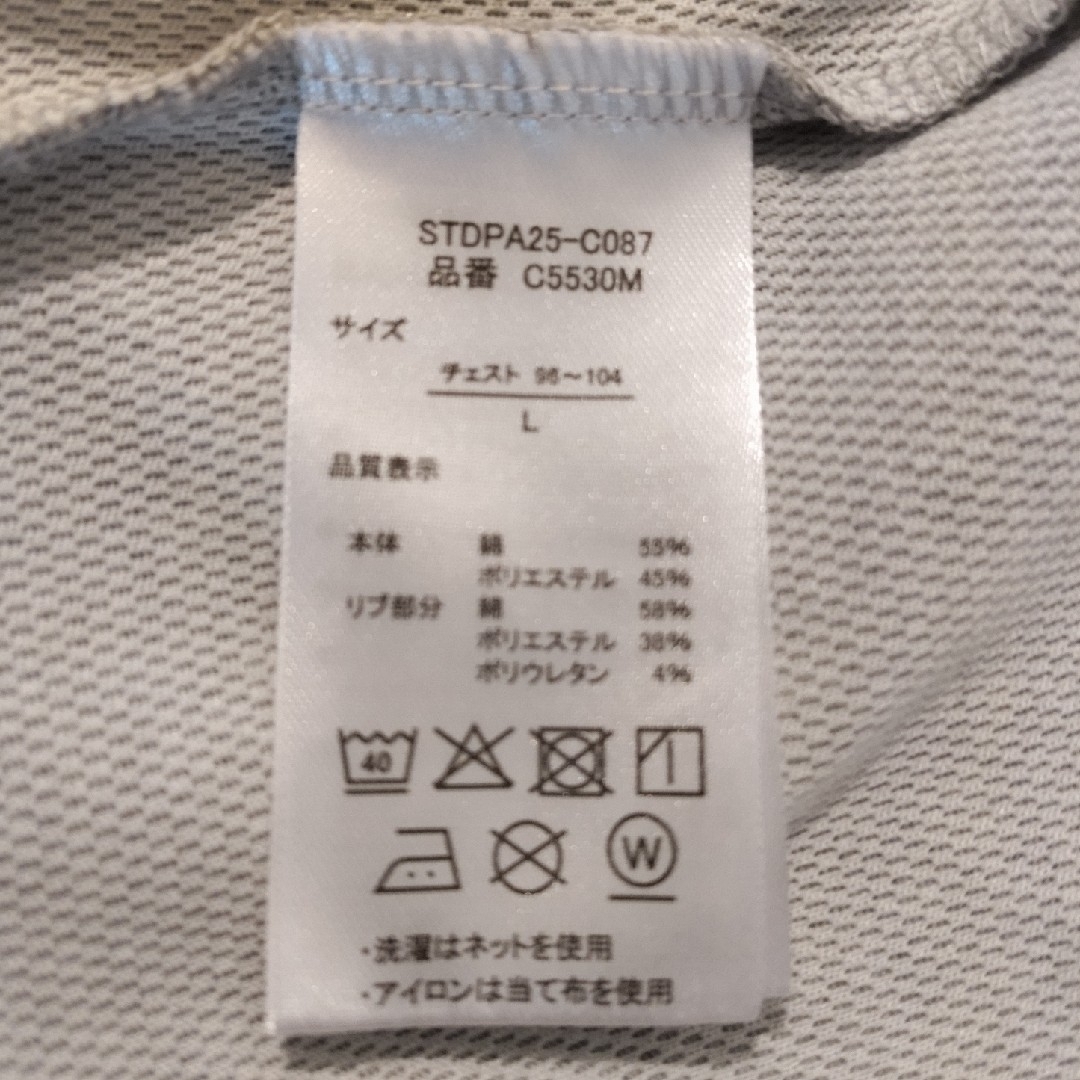 STDPA25-C087
品番 C5530M
サイズ
チェスト 96～104
L
品質表示
本体 綿 55%
ポリエステル 45%
リブ部分 綿 58%
ポリエステル 38%
ポリウレタン 4%
40
W
・洗濯はネットを使用
・アイロンは当て布を使用